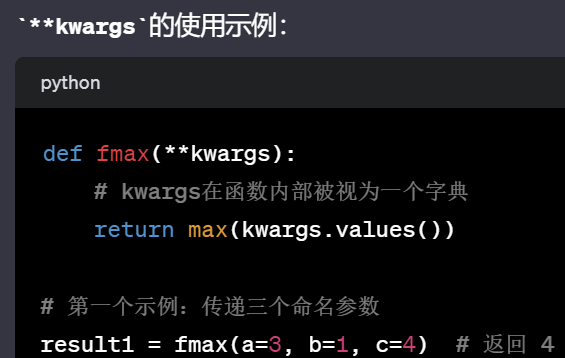 `**kwargs`的使用示例：
python
def fmax(**kwargs):
    # kwargs在函数内部被视为一个字典
    return max(kwargs.values())
# 第一个示例：传递三个命名参数
result1 = fmax(a=3, b=1, c=4)  # 返回 4